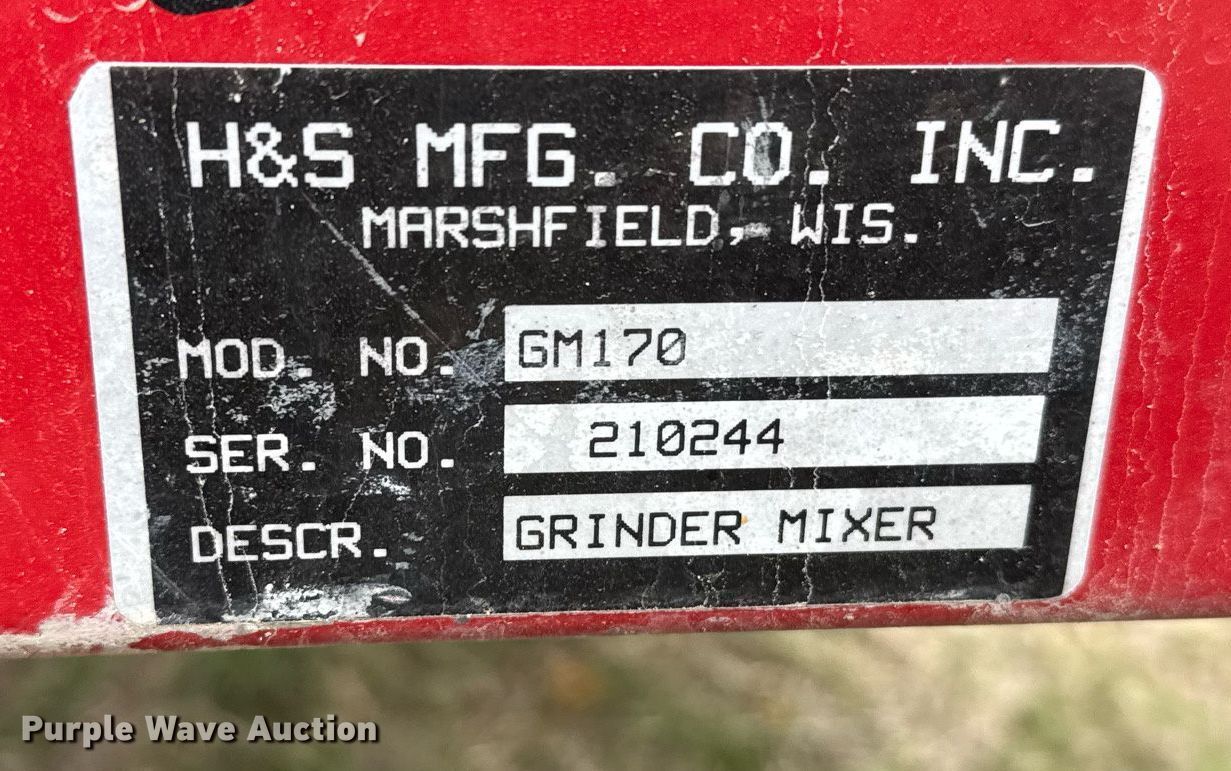 H&S MFG. CO. INC.
MARSHFIELD, WIS.
MOD. NO. GM170
SER. NO. 210244
DESCR. GRINDER MIXER
Purple Wave Auction